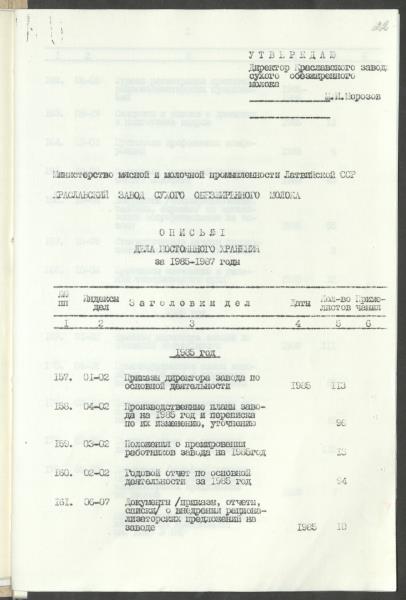 22
УТВЕРЖДАЮ
Директор Краславского завода
сухого обезжиренного
молока
Морозов
Министерство мясной и молочной промышленности Латвийской ССР
КРАСЛАВСКИЙ ЗАВОД СУХОГО ОБЕЗЖИРЕННОГО МОЛОКА
ОПИСЬ
ДЕЛА ПОСТОЯННОГО ХРАНЕНИЯ
за 1985-1987 годы
№№ пп Индексы дел Заголовки дел Даты Кол-во листов Приме- чания
1 2 3 4 5 6
1985 год
157. 01-02 Приказы директора завода по
основной деятельности 1985 113
158. 04-02 Производственные планы заво-
да на 1985 год и переписка
по их изменению, уточнению 96
159. 03-02 Положения о премировании
работников завода на 1985год 13
160. 02-02 Годовой отчет по основной
деятельности за 1985 год 94
161. 06-07 Документы /приказы, отчеты,
списки/ о внедрении рациона-
лизаторских предложений на
заводе 1985 10